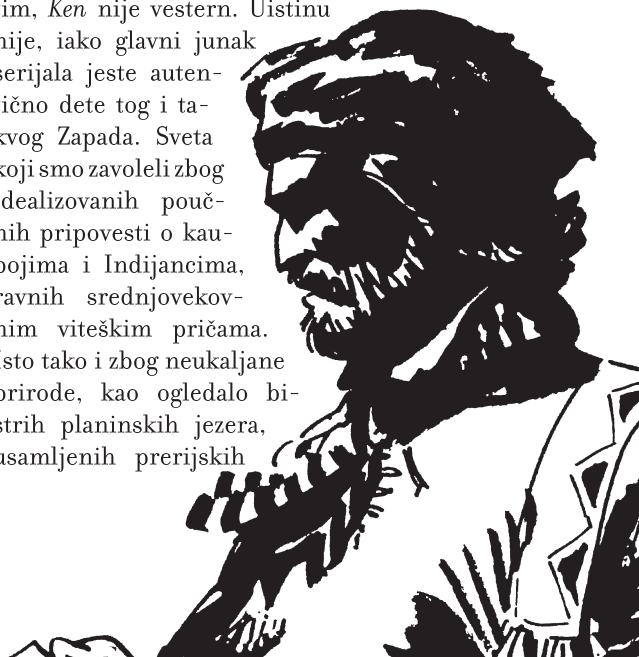 jim, Ken nije vestern. Uistinu
nije, iako glavni junak
serijala jeste auten-
tično dete tog i ta-
kvog Zapada. Sveta
koji smo zavoleli zbog
idealizovanih pouč-
nih pripovesti o kau-
bojima i Indijancima,
ravnih srednjovekov-
nim viteškim pričama.
Isto tako i zbog neukaljane
prirode, kao ogledalo bi-
strih planinskih jezera,
usamljenih prerijskih